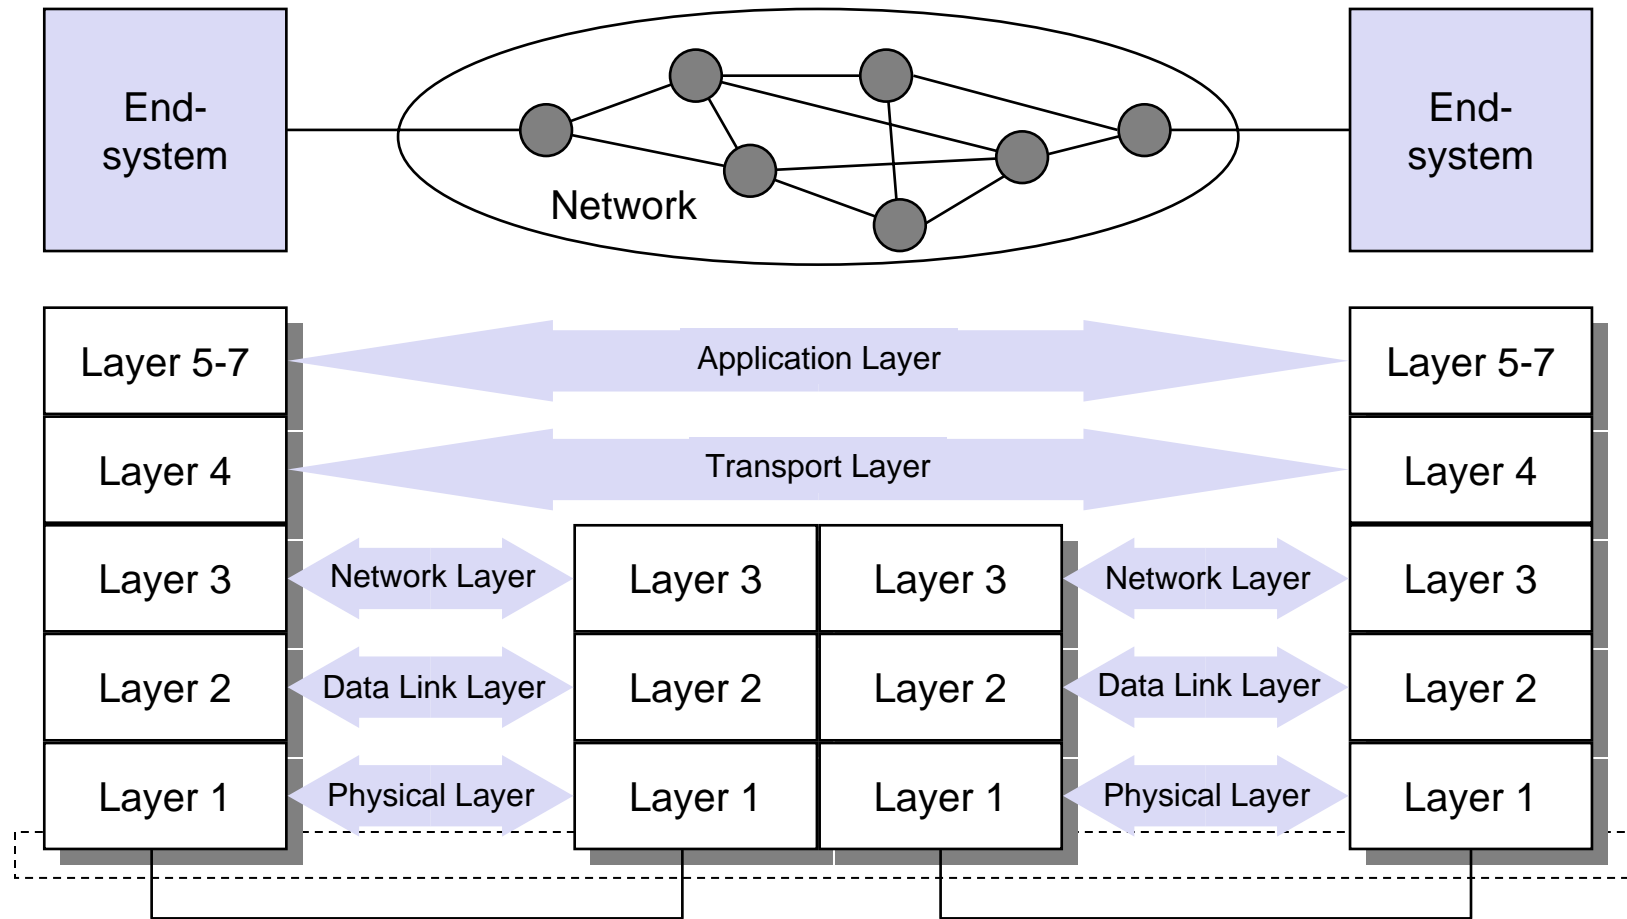 End-
system
Network
End-
system
Layer 5-7
Application Layer
Layer 5-7
Layer 4
Transport Layer
Layer 4
Layer 3
Network Layer
Layer 3
Layer 3
Network Layer
Layer 3
Layer 2
Data Link Layer
Layer 2
Layer 2
Data Link Layer
Layer 2
Layer 1
Physical Layer
Layer 1
Layer 1
Physical Layer
Layer 1